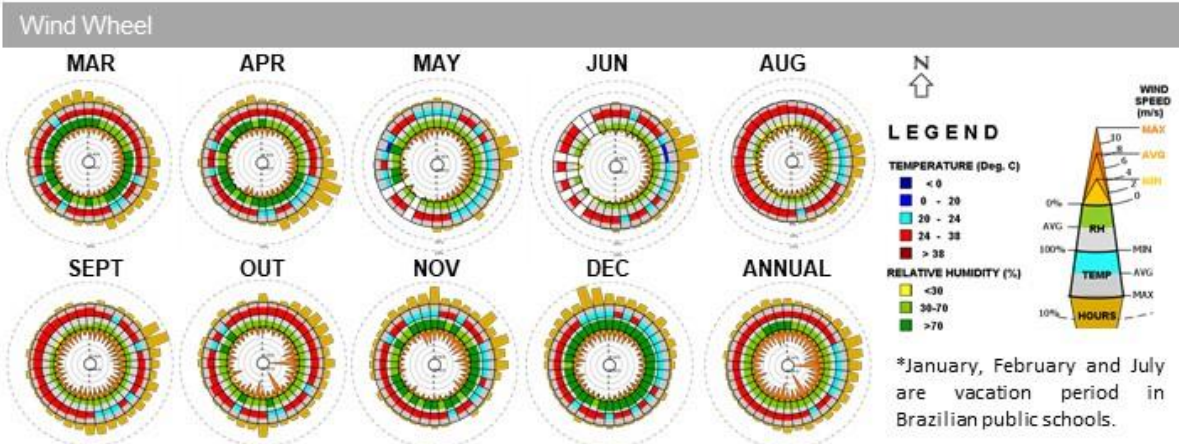 Wind Wheel
MAR APR MAY JUN AUG
SEPT OUT NOV DEC ANNUAL
N
LEGEND
TEMPERATURE (Deg. C)
< 0
0 - 20
20 - 24
24 - 38
> 38
RELATIVE HUMIDITY (%)
<30
30-70
>70
WIND
SPEED
(m/s)
MAX
10
8
AVG
6
4
MIN
2
0
0%
AVG
RH
100%
MIN
TEMP
AVG
MAX
10%
HOURS
*January, February and July
are vacation period in
Brazilian public schools.